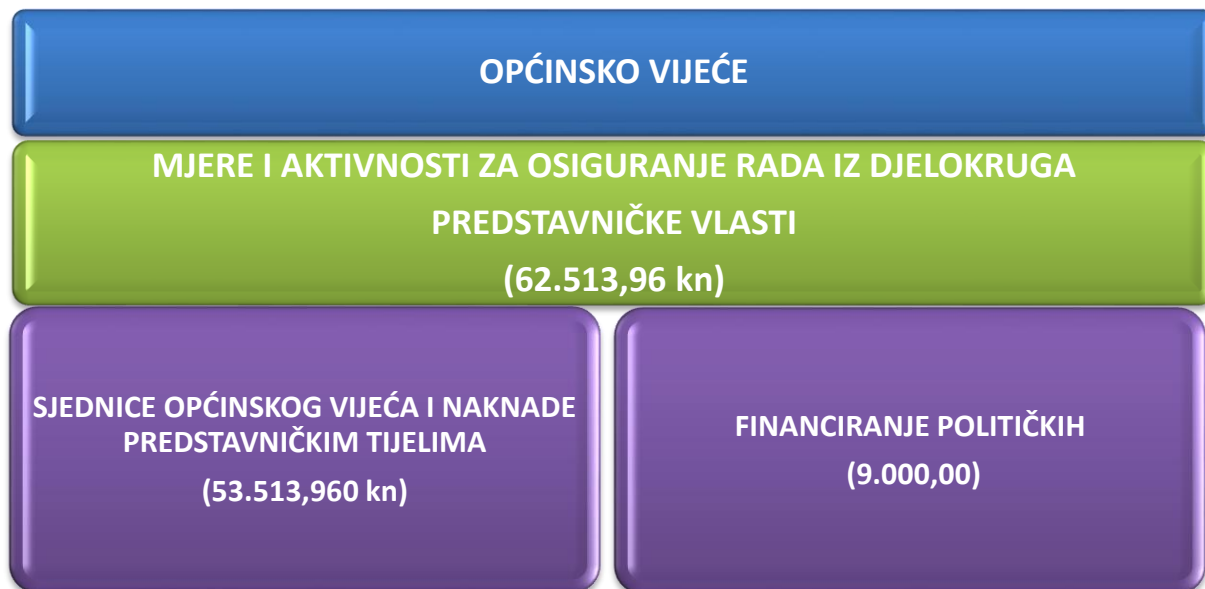 OPĆINSKO VIJEĆE
MJERE I AKTIVNOSTI ZA OSIGURANJE RADA IZ DJELOKRUGA
PREDSTAVNIČKE VLASTI
(62.513,96 kn)
SJEDNICE OPĆINSKOG VIJEĆA I NAKNADE
PREDSTAVNIČKIM TIJELIMA
(53.513,960 kn)
FINANCIRANJE POLITIČKIH
(9.000,00)